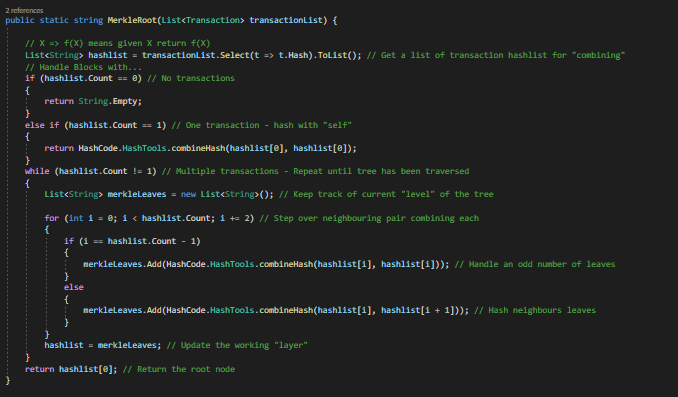 2 references
public static string MerkleRoot(List<Transaction> transactionList) {
// X => f(X) means given X return f(X)
List<String> hashlist = transactionList.Select(t => t.Hash).ToList(); // Get a list of transaction hashlist for "combining"
// Handle Blocks with...
if (hashlist.Count == 0) // No transactions
{
return String.Empty;
}
else if (hashlist.Count == 1) // One transaction - hash with "self"
{
return HashCode.HashTools.combineHash(hashlist[0], hashlist[0]);
}
while (hashlist.Count != 1) // Multiple transactions - Repeat until tree has been traversed
{
List<String> merkleLeaves = new List<String>(); // Keep track of current "level" of the tree
for (int i = 0; i < hashlist.Count; i += 2) // Step over neighbouring pair combining each
{
if (i == hashlist.Count - 1)
{
merkleLeaves.Add(HashCode.HashTools.combineHash(hashlist[i], hashlist[i])); // Handle an odd number of leaves
}
else
{
merkleLeaves.Add(HashCode.HashTools.combineHash(hashlist[i], hashlist[i + 1])); // Hash neighbours leaves
}
}
hashlist = merkleLeaves; // Update the working "layer"
}
return hashlist[0]; // Return the root node
}